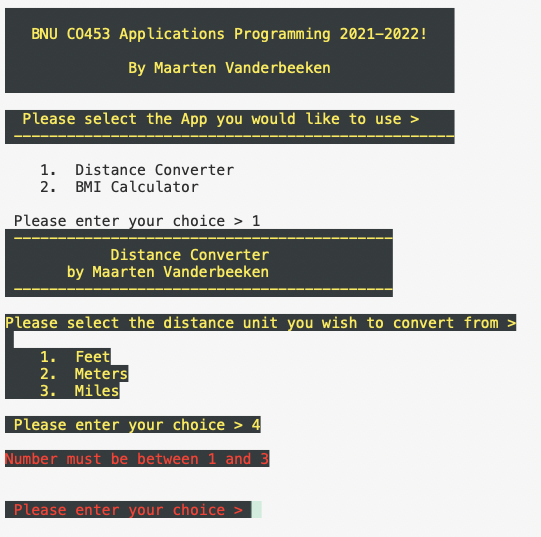 BNU CO453 Applications Programming 2021-2022!
By Maarten Vanderbeeken
Please select the App you would like to use >
----------------------------------------------------
1. Distance Converter
2. BMI Calculator
Please enter your choice > 1
-------------------------------------------
Distance Converter
by Maarten Vanderbeeken
-------------------------------------------
Please select the distance unit you wish to convert from >
1. Feet
2. Meters
3. Miles
Please enter your choice > 4
Number must be between 1 and 3
Please enter your choice >